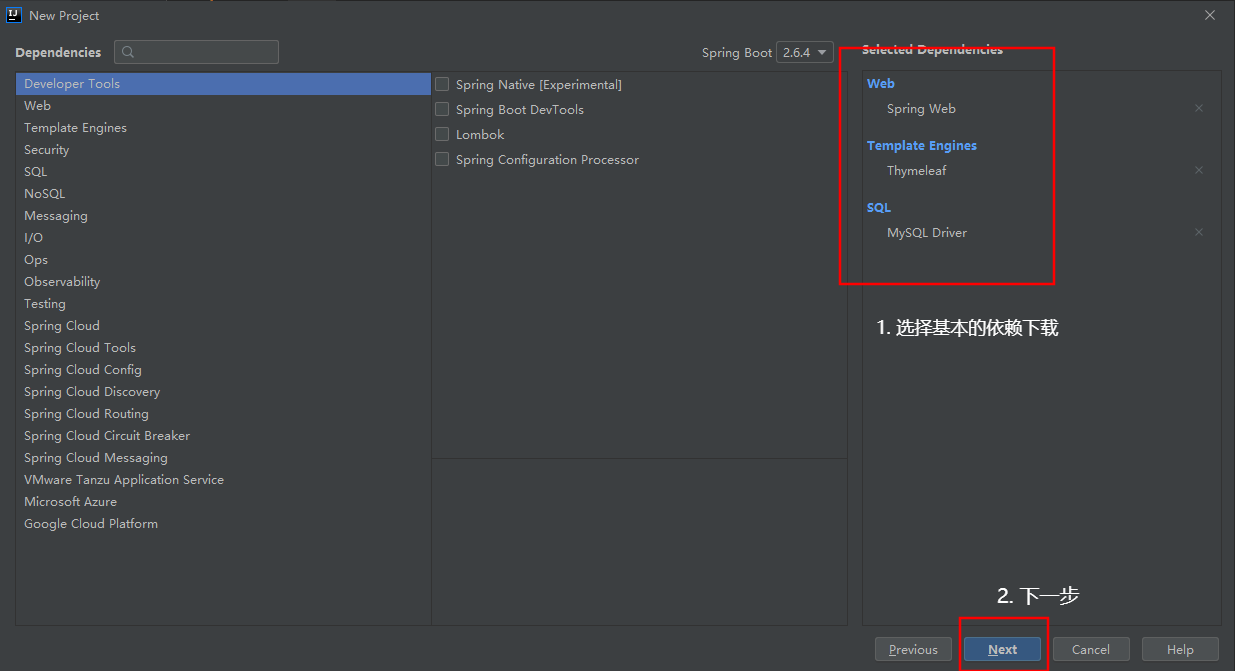 New Project
Dependencies
Spring Boot 2.6.4
Selected Dependencies
Developer Tools
Web
Template Engines
Security
SQL
NoSQL
Messaging
I/O
Ops
Observability
Testing
Spring Cloud
Spring Cloud Tools
Spring Cloud Config
Spring Cloud Discovery
Spring Cloud Routing
Spring Cloud Circuit Breaker
Spring Cloud Messaging
VMware Tanzu Application Service
Microsoft Azure
Google Cloud Platform
Spring Native [Experimental]
Spring Boot DevTools
Lombok
Spring Configuration Processor
Web
Spring Web
Template Engines
Thymeleaf
SQL
MySQL Driver
1. 选择基本的依赖下载
2. 下一步
Previous
Next
Cancel
Help